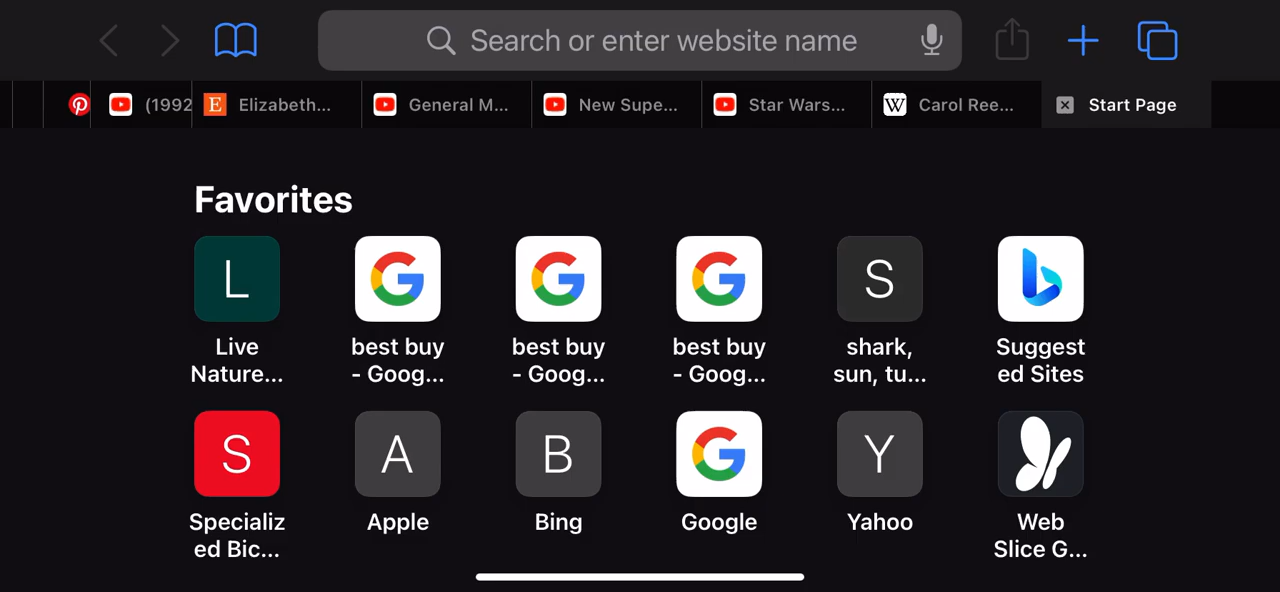 Search or enter website name
(1992
Elizabeth...
General M...
New Supe...
Star Wars...
W
Carol Ree...
Start Page
Favorites
L
Live
Nature...
best buy
- Goog...
best buy
- Goog...
best buy
- Goog...
S
shark,
sun, tu...
Suggest
ed Sites
S
Specializ
ed Bic...
A
Apple
B
Bing
Google
Y
Yahoo
Web
Slice G...